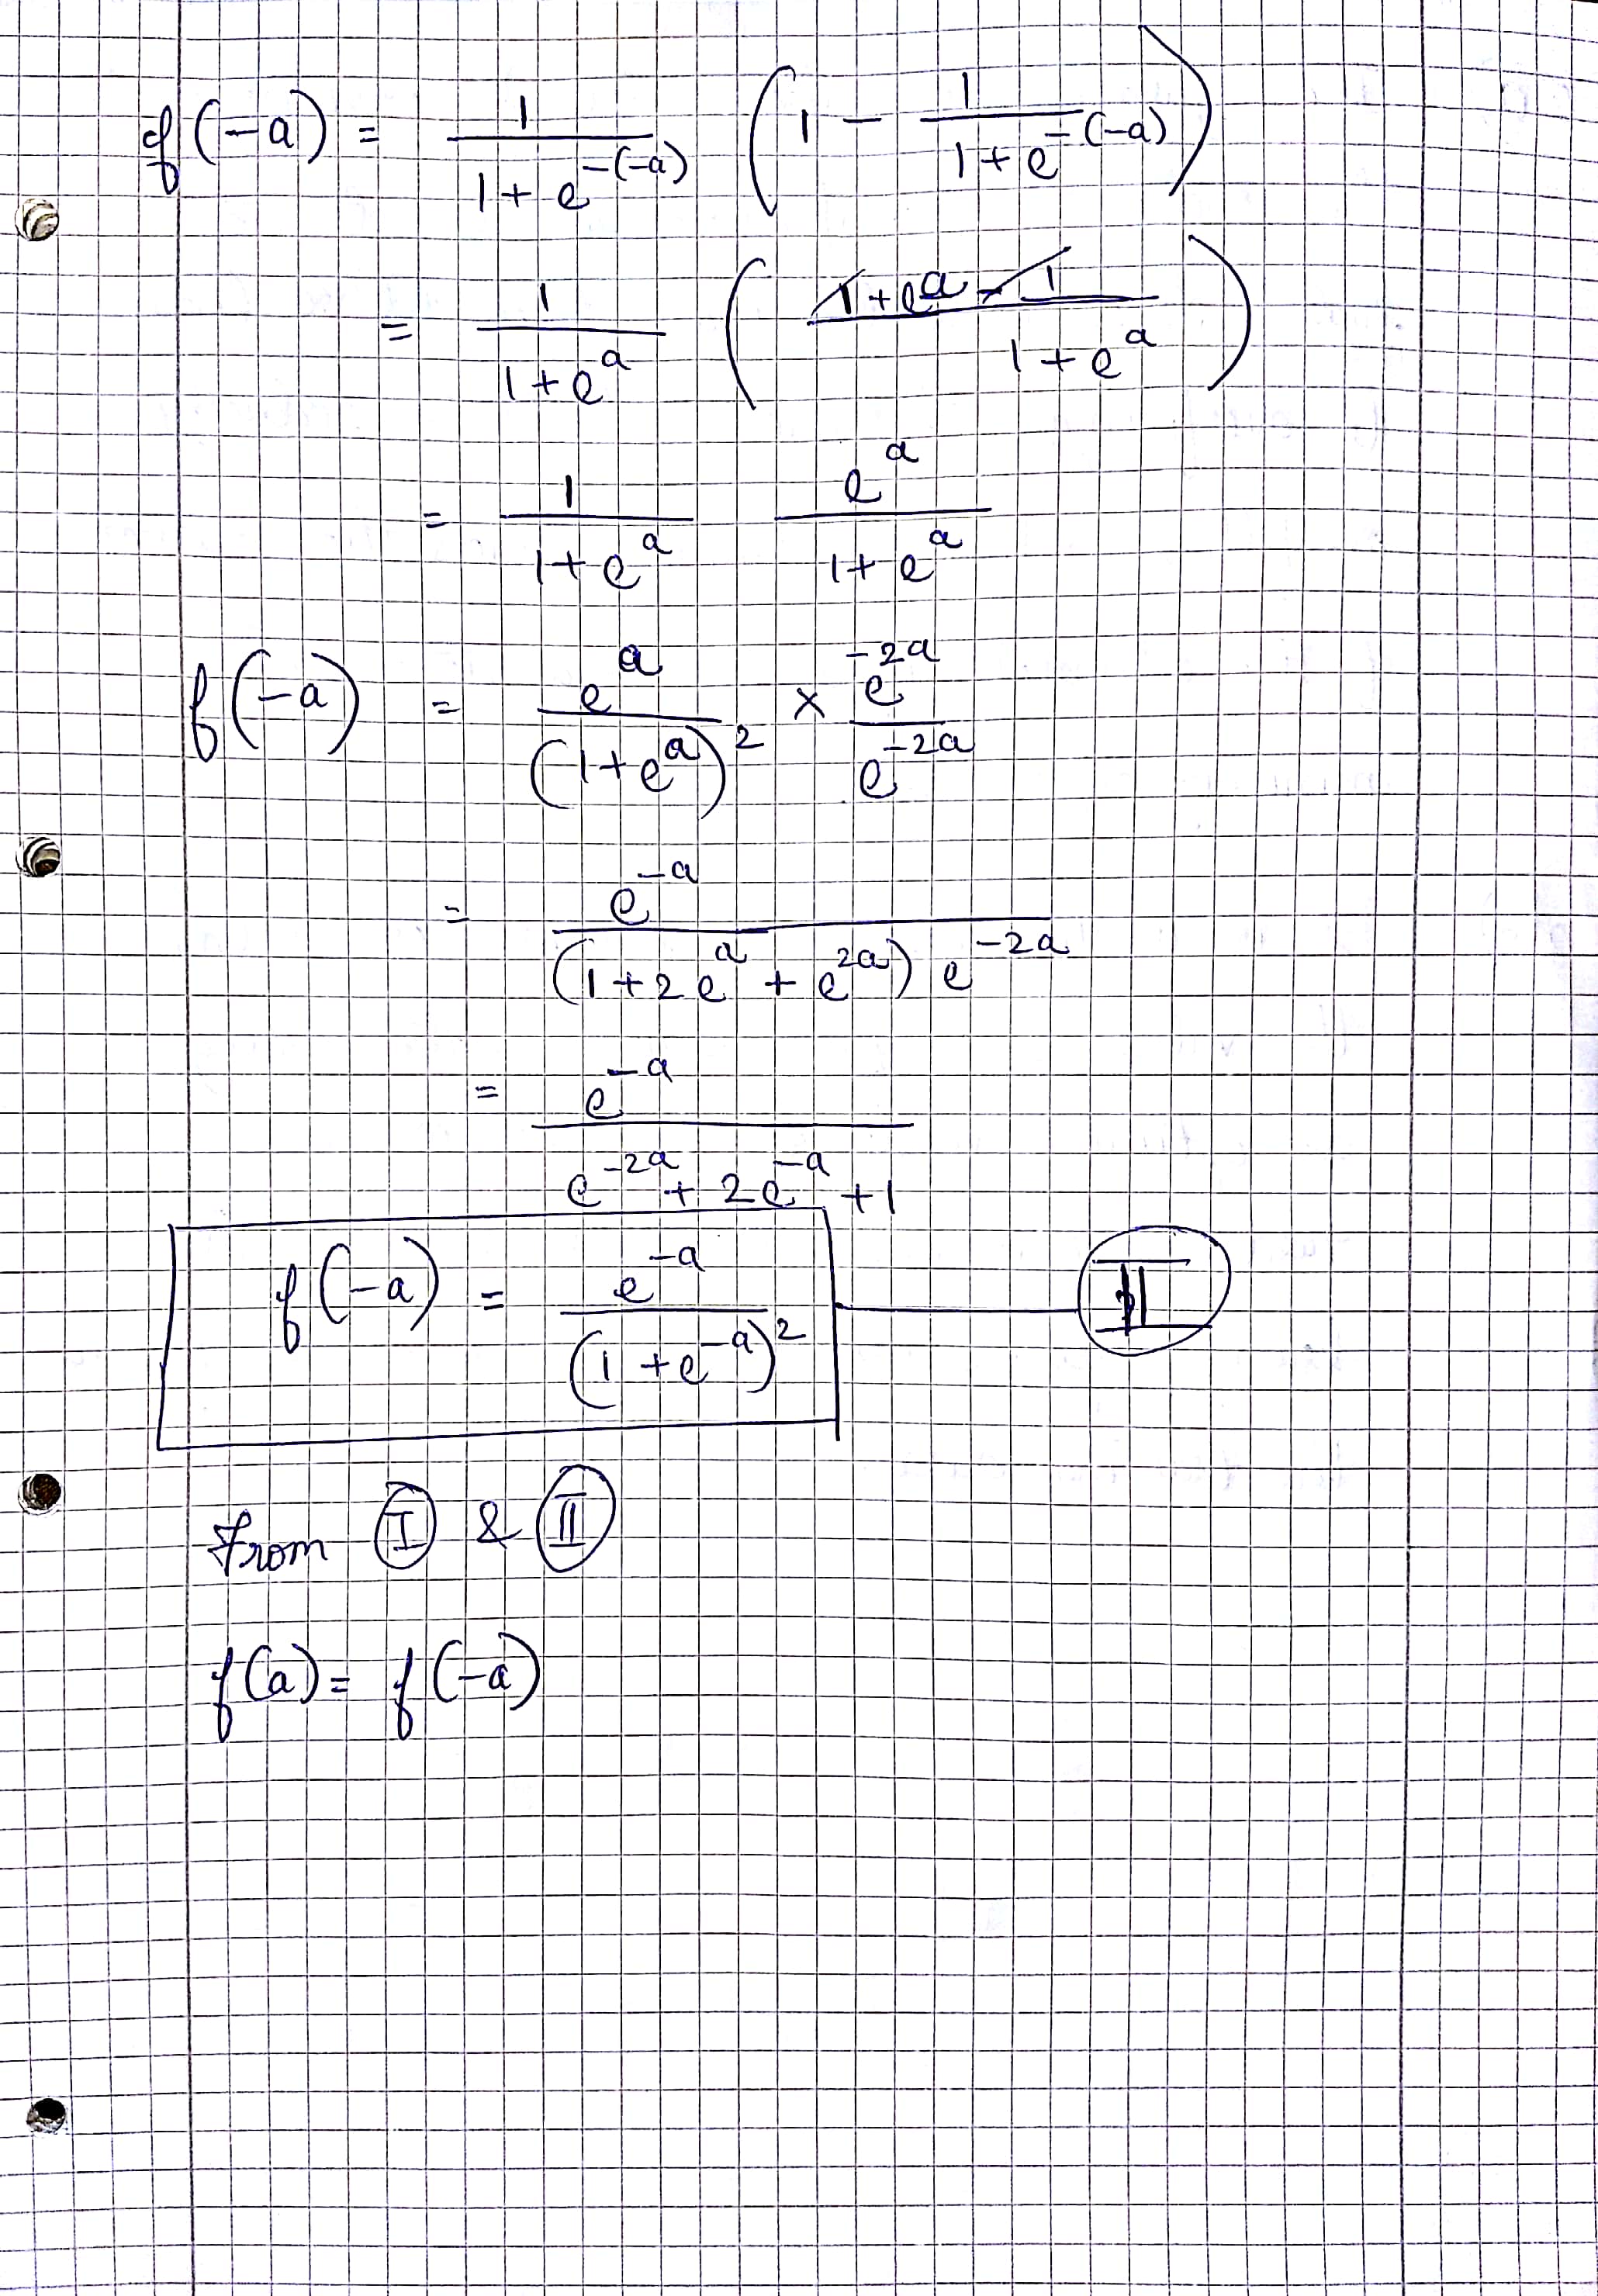 f(-a) = \frac{1}{1+e^{-(-a)}} \left( 1 - \frac{1}{1+e^{-(-a)}} \right)
= \frac{1}{1+e^{a}} \left( \frac{1+e^{a}-1}{1+e^{a}} \right)
= \frac{1}{1+e^{a}} \frac{e^{a}}{1+e^{a}}
f(-a) = \frac{e^{a}}{(1+e^{a})^{2}} \times \frac{e^{-2a}}{e^{-2a}}
= \frac{e^{-a}}{(1+2e^{a}+e^{2a}) e^{-2a}}
= \frac{e^{-a}}{e^{-2a}+2e^{-a}+1}
f(-a) = \frac{e^{-a}}{(1+e^{-a})^{2}} — II
From I & II
f(a) = f(-a)